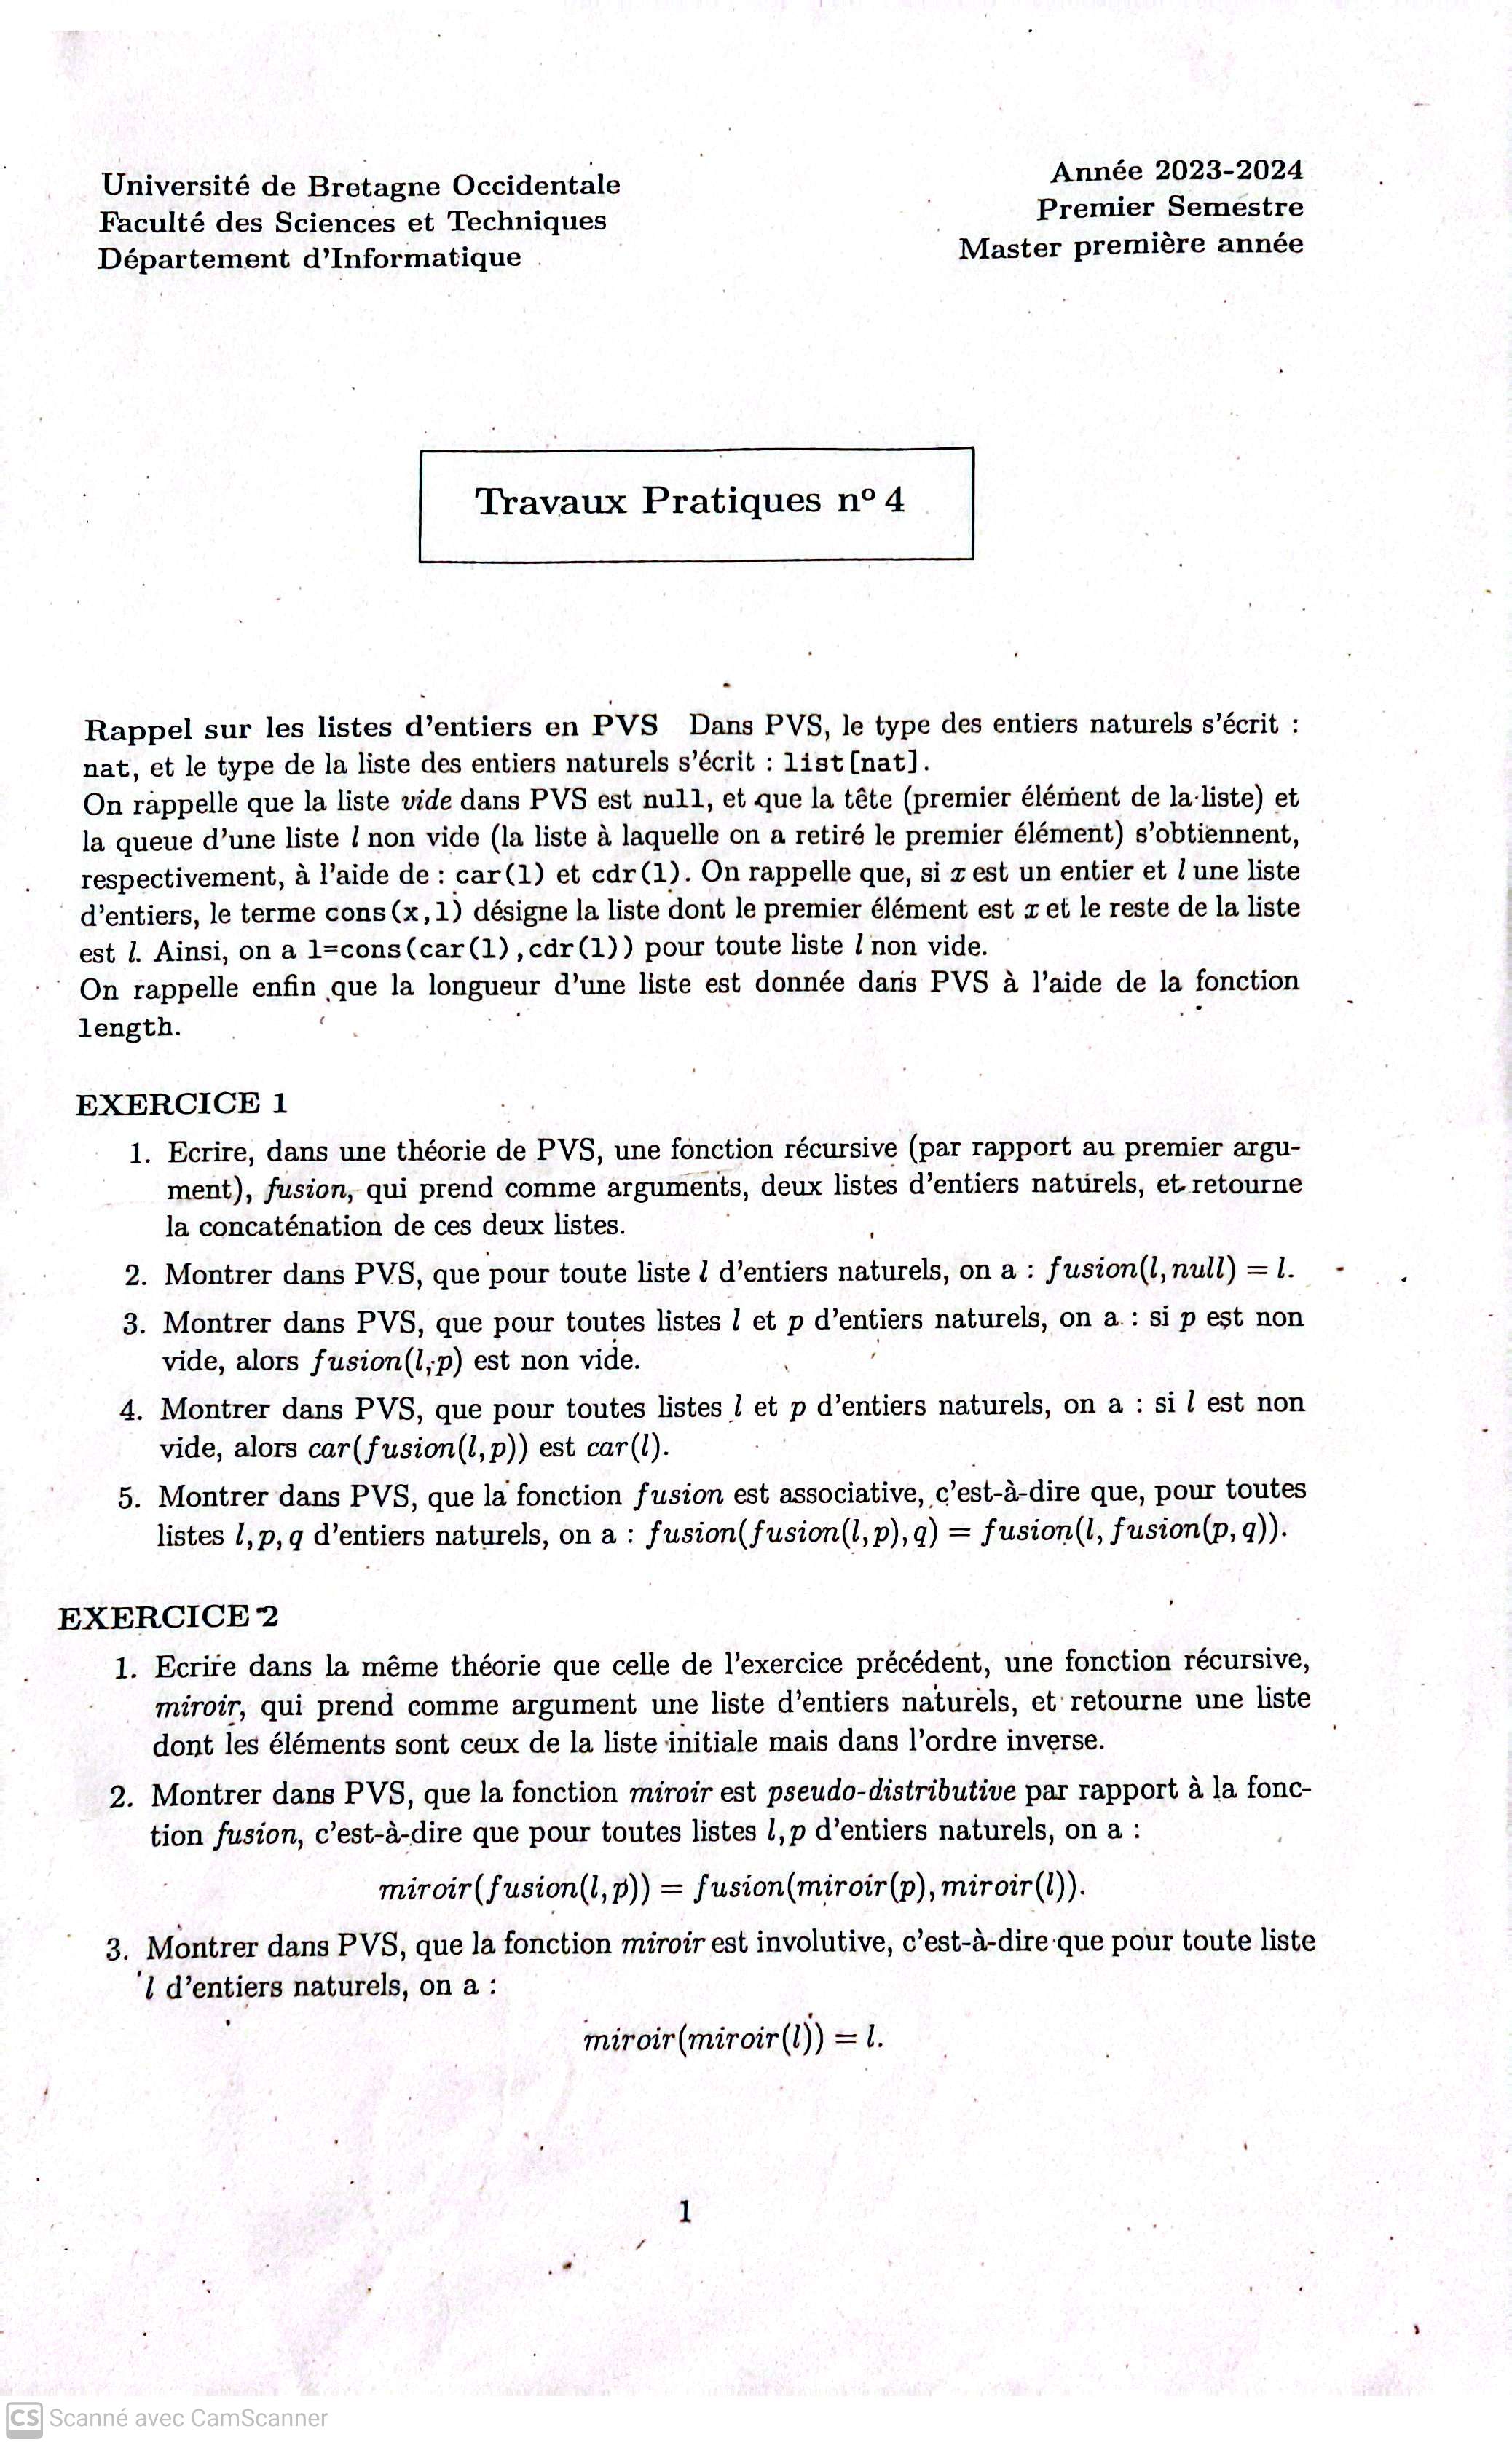 Université de Bretagne Occidentale
Faculté des Sciences et Techniques
Département d'Informatique
Année 2023-2024
Premier Semestre
Master première année
Travaux Pratiques nº 4
Rappel sur les listes d'entiers en PVS Dans PVS, le type des entiers naturels s'écrit :
nat, et le type de la liste des entiers naturels s'écrit : list[nat].
On rappelle que la liste vide dans PVS est null, et que la tête (premier élément de la liste) et
la queue d'une liste l non vide (la liste à laquelle on a retiré le premier élément) s'obtiennent,
respectivement, à l'aide de : car(l) et cdr(l). On rappelle que, si x est un entier et l une liste
d'entiers, le terme cons(x,l) désigne la liste dont le premier élément est x et le reste de la liste
est l. Ainsi, on a l=cons(car(l),cdr(l)) pour toute liste l non vide.
On rappelle enfin que la longueur d'une liste est donnée dans PVS à l'aide de la fonction
length.
EXERCICE 1
1. Ecrire, dans une théorie de PVS, une fonction récursive (par rapport au premier argu-
ment), fusion, qui prend comme arguments, deux listes d'entiers naturels, et retourne
la concaténation de ces deux listes.
2. Montrer dans PVS, que pour toute liste l d'entiers naturels, on a : fusion(l, null) = l.
3. Montrer dans PVS, que pour toutes listes l et p d'entiers naturels, on a : si p est non
vide, alors fusion(l, p) est non vide.
4. Montrer dans PVS, que pour toutes listes l et p d'entiers naturels, on a : si l est non
vide, alors car(fusion(l, p)) est car(l).
5. Montrer dans PVS, que la fonction fusion est associative, c'est-à-dire que, pour toutes
listes l, p, q d'entiers naturels, on a : fusion(fusion(l, p), q) = fusion(l, fusion(p, q)).
EXERCICE 2
1. Ecrire dans la même théorie que celle de l'exercice précédent, une fonction récursive,
miroir, qui prend comme argument une liste d'entiers naturels, et retourne une liste
dont les éléments sont ceux de la liste initiale mais dans l'ordre inverse.
2. Montrer dans PVS, que la fonction miroir est pseudo-distributive par rapport à la fonc-
tion fusion, c'est-à-dire que pour toutes listes l, p d'entiers naturels, on a :
miroir(fusion(l, p)) = fusion(miroir(p), miroir(l)).
3. Montrer dans PVS, que la fonction miroir est involutive, c'est-à-dire que pour toute liste
l d'entiers naturels, on a :
miroir(miroir(l)) = l.
1
CS Scanné avec CamScanner